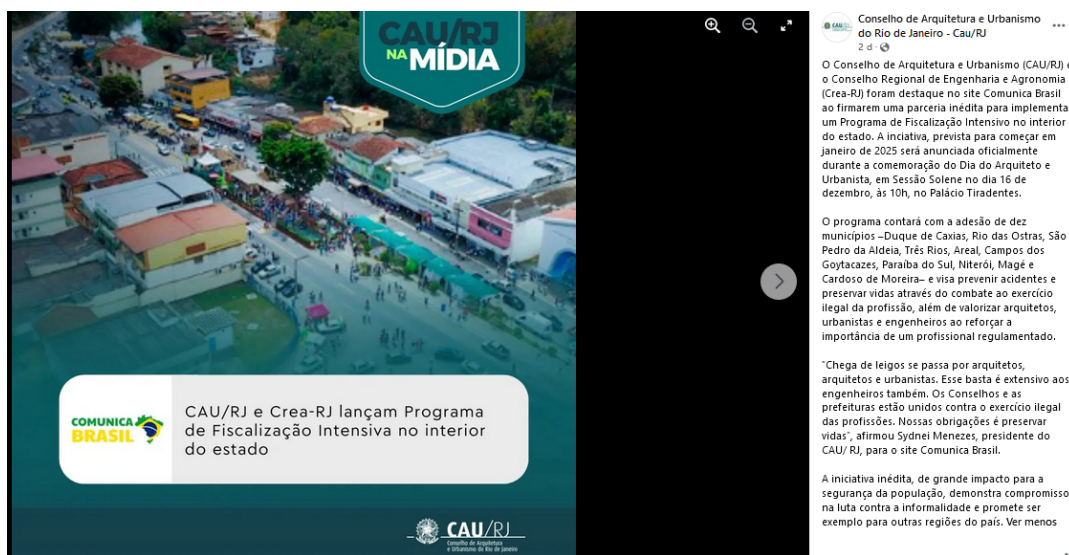 CAU/RJ
NA MÍDIA
COMUNICA
BRASIL
CAU/RJ e Crea-RJ lançam Programa
de Fiscalização Intensiva no interior
do estado
CAU/RJ
Conselho de Arquitetura
e Urbanismo do Rio de Janeiro
Conselho de Arquitetura e Urbanismo
do Rio de Janeiro - Cau/RJ
2 d
O Conselho de Arquitetura e Urbanismo (CAU/RJ) e
o Conselho Regional de Engenharia e Agronomia
(Crea-RJ) foram destaque no site Comunica Brasil
ao firmarem uma parceria inédita para implementa
um Programa de Fiscalização Intensivo no interior
do estado. A inciativa, prevista para começar em
janeiro de 2025 será anunciada oficialmente
durante a comemoração do Dia do Arquiteto e
Urbanista, em Sessão Solene no dia 16 de
dezembro, às 10h, no Palácio Tiradentes.
O programa contará com a adesão de dez
municípios –Duque de Caxias, Rio das Ostras, São
Pedro da Aldeia, Três Rios, Areal, Campos dos
Goytacazes, Paraíba do Sul, Niterói, Magé e
Cardoso de Moreira– e visa prevenir acidentes e
preservar vidas através do combate ao exercício
ilegal da profissão, além de valorizar arquitetos,
urbanistas e engenheiros ao reforçar a
importância de um profissional regulamentado.
"Chega de leigos se passa por arquitetos,
arquitetos e urbanistas. Esse basta é extensivo aos
engenheiros também. Os Conselhos e as
prefeituras estão unidos contra o exercício ilegal
das profissões. Nossas obrigações é preservar
vidas", afirmou Sydnei Menezes, presidente do
CAU/ RJ, para o site Comunica Brasil.
A iniciativa inédita, de grande impacto para a
segurança da população, demonstra compromisso
na luta contra a informalidade e promete ser
exemplo para outras regiões do país. Ver menos